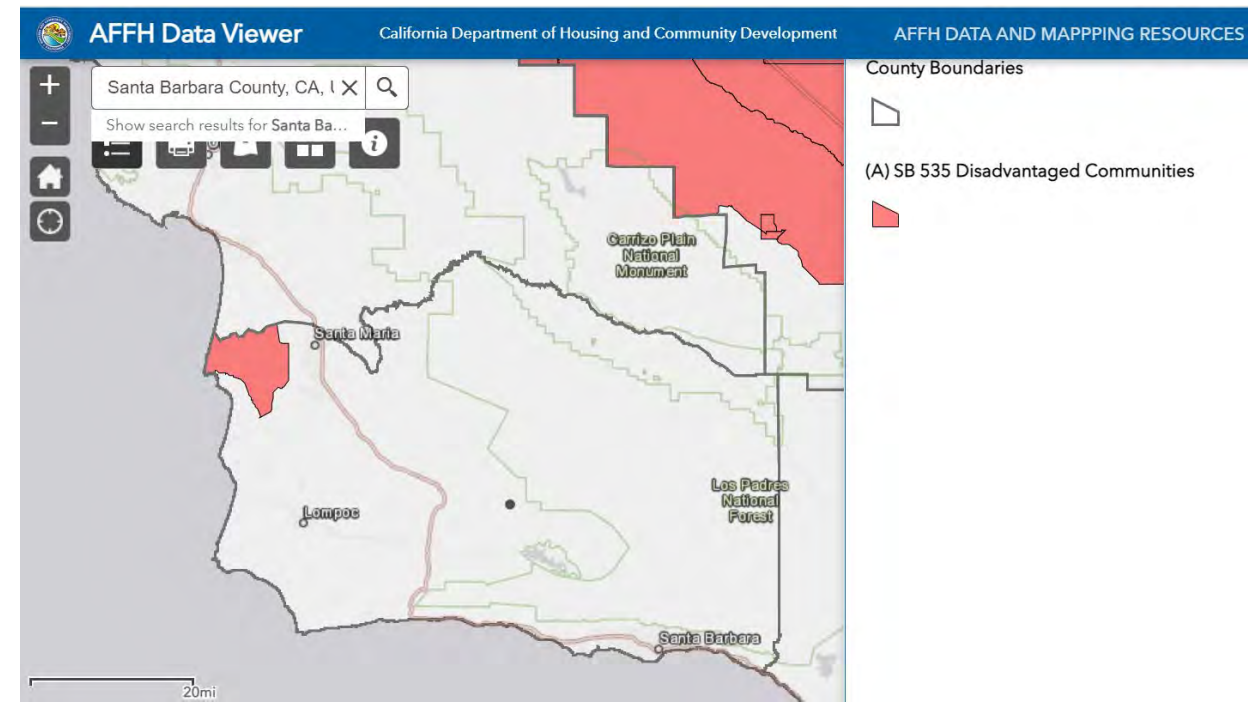 AFFH Data Viewer
California Department of Housing and Community Development
AFFH DATA AND MAPPPING RESOURCES
Santa Barbara County, CA, U
Show search results for Santa Ba...
County Boundaries
(A) SB 535 Disadvantaged Communities
Carrizo Plain
National
Monument
Santa Maria
Los Padres
National
Forest
Lompoc
Santa Barbara
20mi